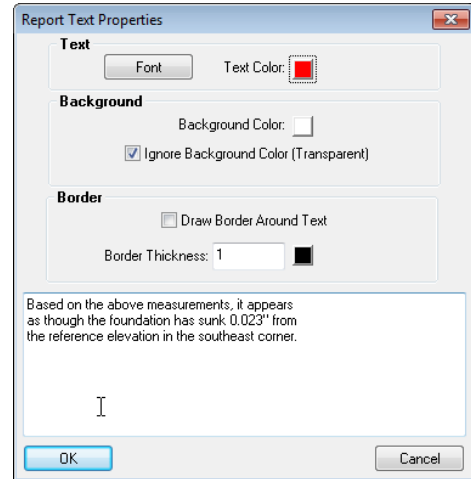 Report Text Properties
Text
Font Text Color:
Background
Background Color:
Ignore Background Color (Transparent)
Border
Draw Border Around Text
Border Thickness: 1
Based on the above measurements, it appears
as though the foundation has sunk 0.023" from
the reference elevation in the southeast corner.
OK Cancel